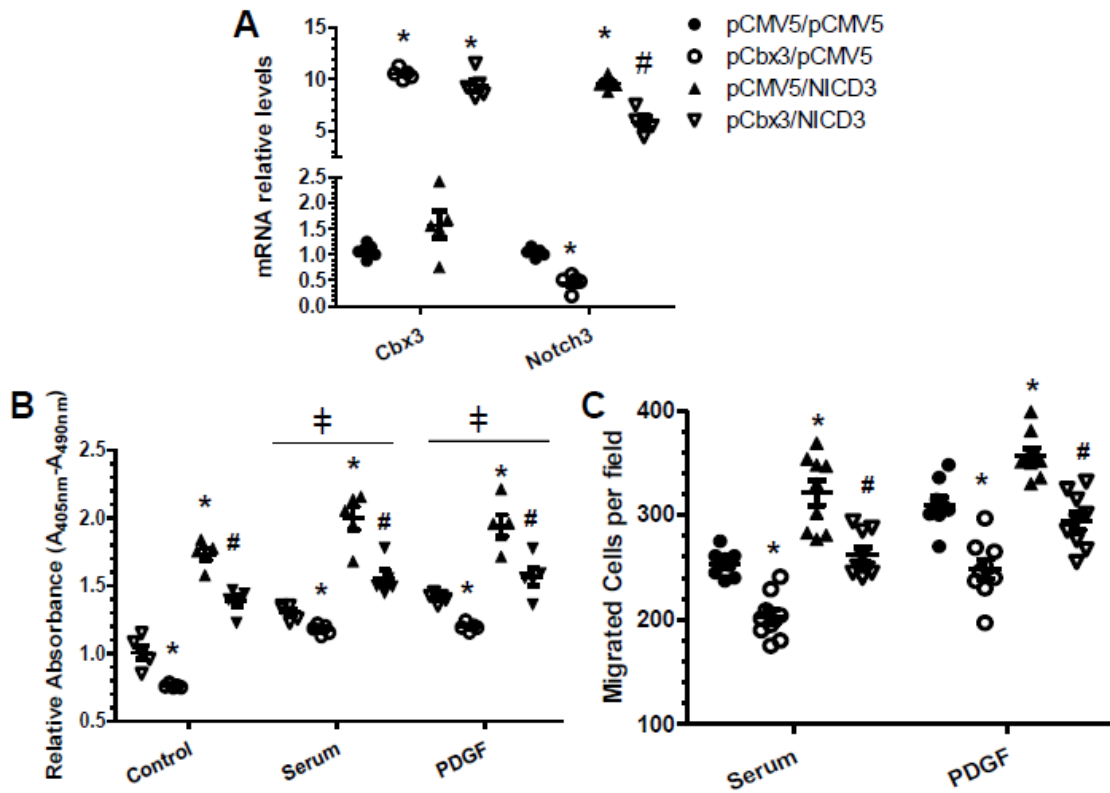 A
pCMV5/pCMV5
pCbx3/pCMV5
pCMV5/NICD3
pCbx3/NICD3
mRNA relative levels
15
10
5
2.5
2.0
1.5
1.0
0.5
0.0
* * * # *
Cbx3 Notch3
B
Relative Absorbance (A405nm-A490nm)
2.5
2.0
1.5
1.0
0.5
ǂ ǂ
* * # * * # * * #
Control Serum PDGF
C
Migrated Cells per field
400
300
200
100
* * # * * #
Serum PDGF